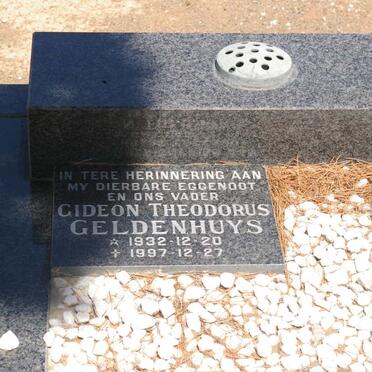 IN TERE HERINNERING AAN
MY DIERBARE EGGENOOT
EN ONS VADER
GIDEON THEODORUS
GELDENHUYS
☆ 1932-12-20
✝ 1997-12-27